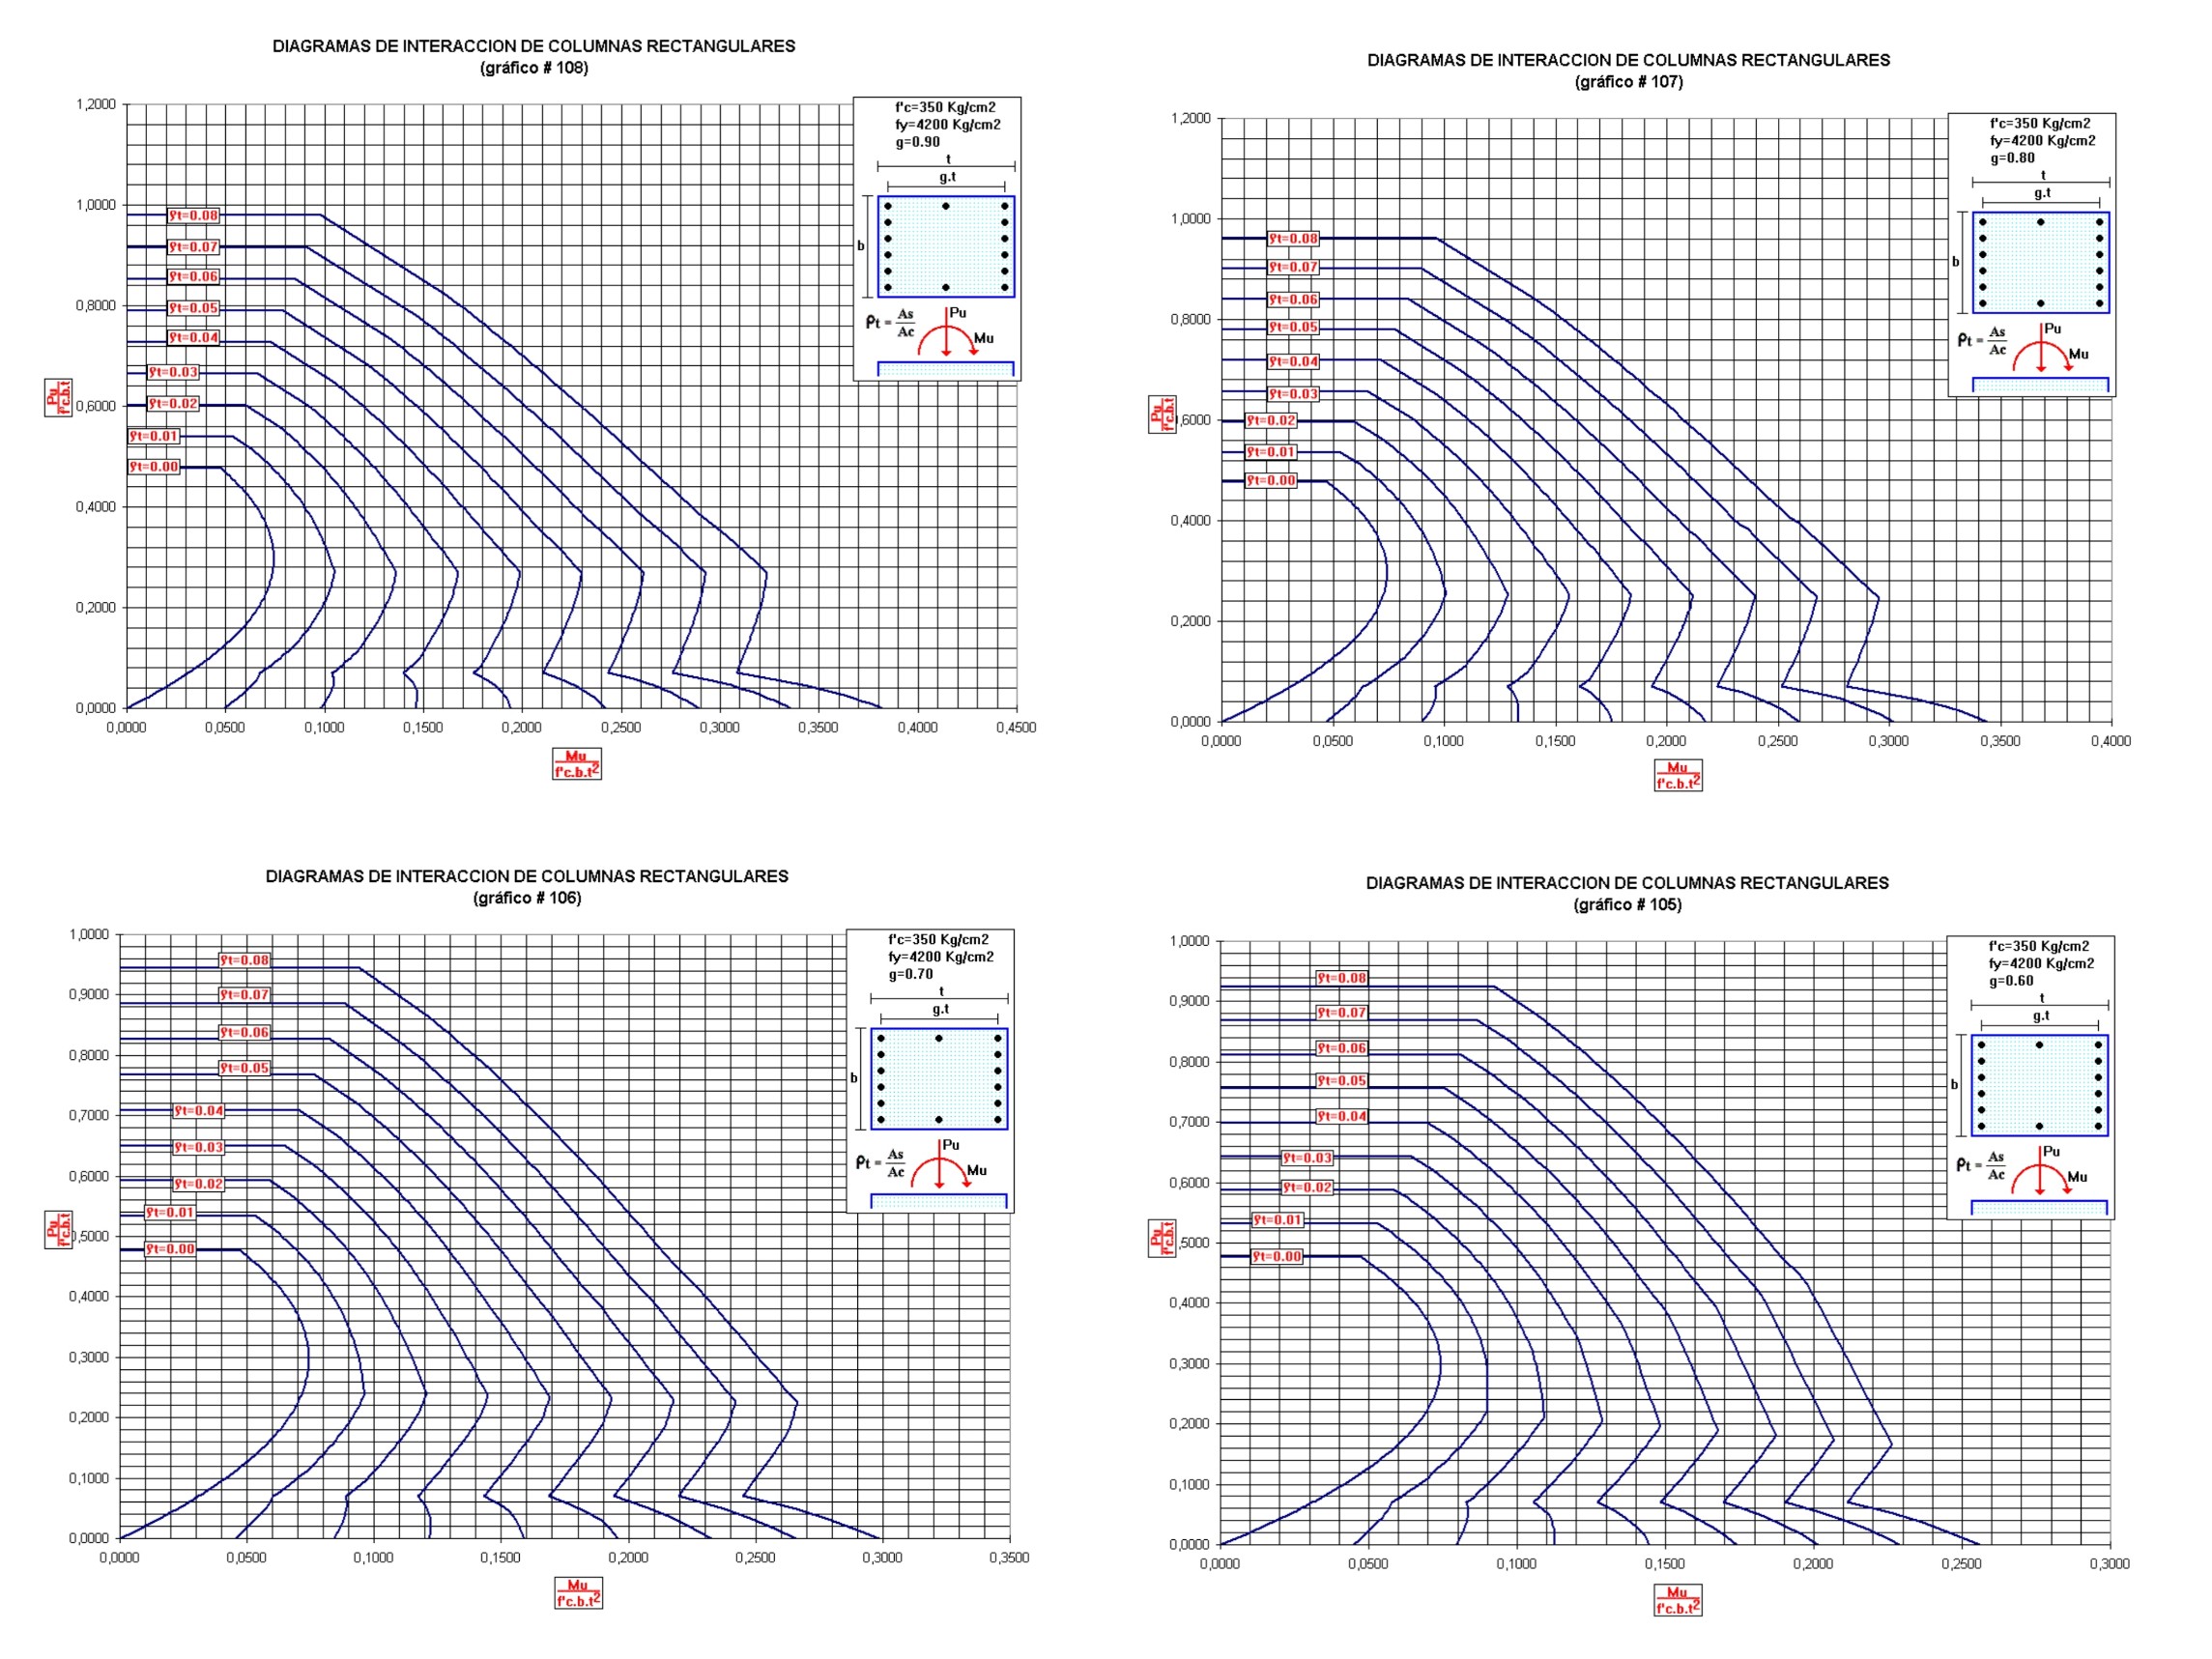 DIAGRAMAS DE INTERACCION DE COLUMNAS RECTANGULARES
(gráfico # 108)
1,2000
1,0000
0,8000
0,6000
0,4000
0,2000
0,0000
0,0000 0,0500 0,1000 0,1500 0,2000 0,2500 0,3000 0,3500 0,4000 0,4500
Pu
f'c.b.t
Mu
f'c.b.t2
ρt=0.08
ρt=0.07
ρt=0.06
ρt=0.05
ρt=0.04
ρt=0.03
ρt=0.02
ρt=0.01
ρt=0.00
f'c=350 Kg/cm2
fy=4200 Kg/cm2
g=0.90
t
g.t
b
ρt = As
Ac
Pu
Mu
DIAGRAMAS DE INTERACCION DE COLUMNAS RECTANGULARES
(gráfico # 107)
1,2000
1,0000
0,8000
,6000
0,4000
0,2000
0,0000
0,0000 0,0500 0,1000 0,1500 0,2000 0,2500 0,3000 0,3500 0,4000
Pu
f'c.b.t
Mu
f'c.b.t2
ρt=0.08
ρt=0.07
ρt=0.06
ρt=0.05
ρt=0.04
ρt=0.03
ρt=0.02
ρt=0.01
ρt=0.00
f'c=350 Kg/cm2
fy=4200 Kg/cm2
g=0.80
t
g.t
b
ρt = As
Ac
Pu
Mu
DIAGRAMAS DE INTERACCION DE COLUMNAS RECTANGULARES
(gráfico # 106)
1,0000
0,9000
0,8000
0,7000
0,6000
,5000
0,4000
0,3000
0,2000
0,1000
0,0000
0,0000 0,0500 0,1000 0,1500 0,2000 0,2500 0,3000 0,3500
Pu
f'c.b.t
Mu
f'c.b.t2
ρt=0.08
ρt=0.07
ρt=0.06
ρt=0.05
ρt=0.04
ρt=0.03
ρt=0.02
ρt=0.01
ρt=0.00
f'c=350 Kg/cm2
fy=4200 Kg/cm2
g=0.70
t
g.t
b
ρt = As
Ac
Pu
Mu
DIAGRAMAS DE INTERACCION DE COLUMNAS RECTANGULARES
(gráfico # 105)
1,0000
0,9000
0,8000
0,7000
0,6000
,5000
0,4000
0,3000
0,2000
0,1000
0,0000
0,0000 0,0500 0,1000 0,1500 0,2000 0,2500 0,3000
Pu
f'c.b.t
Mu
f'c.b.t2
ρt=0.08
ρt=0.07
ρt=0.06
ρt=0.05
ρt=0.04
ρt=0.03
ρt=0.02
ρt=0.01
ρt=0.00
f'c=350 Kg/cm2
fy=4200 Kg/cm2
g=0.60
t
g.t
b
ρt = As
Ac
Pu
Mu